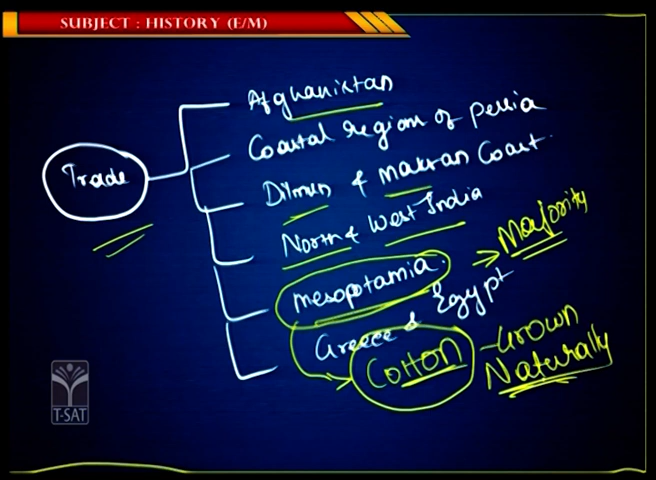 SUBJECT : HISTORY (E/M)
Trade
Afghanistan
Coastal region of persia
Dilmun & Makran Coast.
North & West India
Mesopotamia. => Majority
Greece & Egypt
Cotton - Grown Naturally
T-SAT